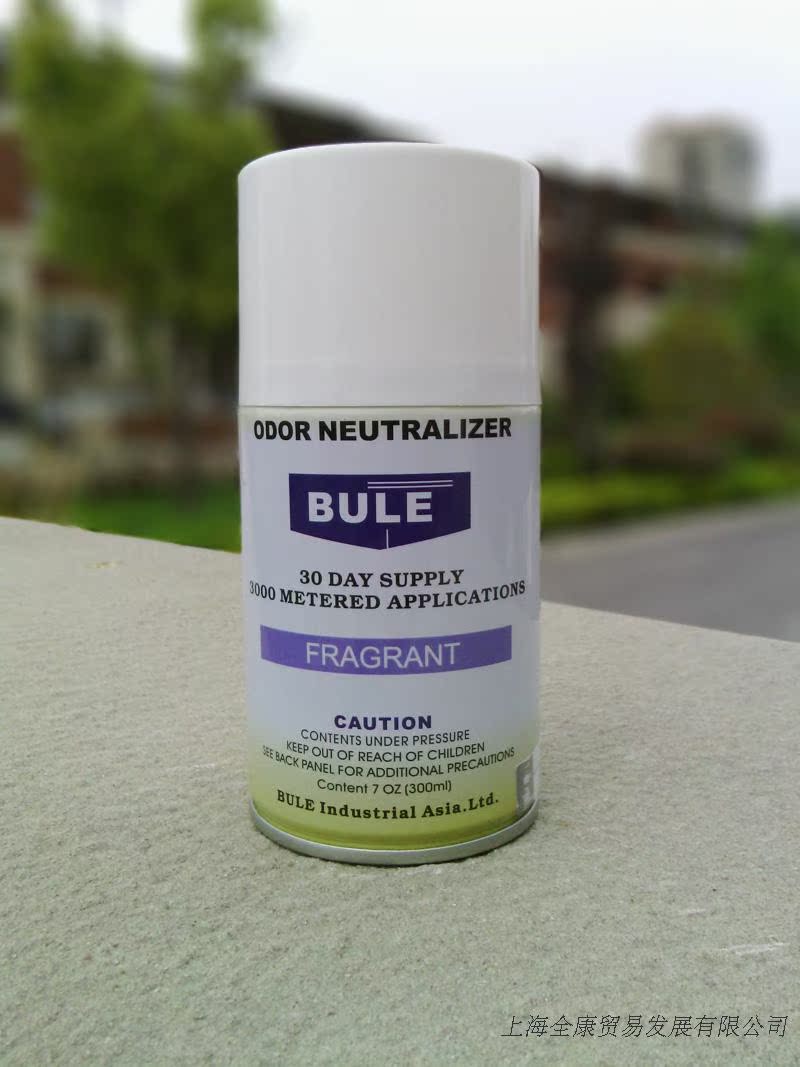 ODOR NEUTRALIZER
BULE
30 DAY SUPPLY
3000 METERED APPLICATIONS
FRAGRANT
CAUTION
CONTENTS UNDER PRESSURE
KEEP OUT OF REACH OF CHILDREN
SEE BACK PANEL FOR ADDITIONAL PRECAUTIONS
Content 7 OZ (300ml)
BULE Industrial Asia.Ltd.
上海全康贸易发展有限公司